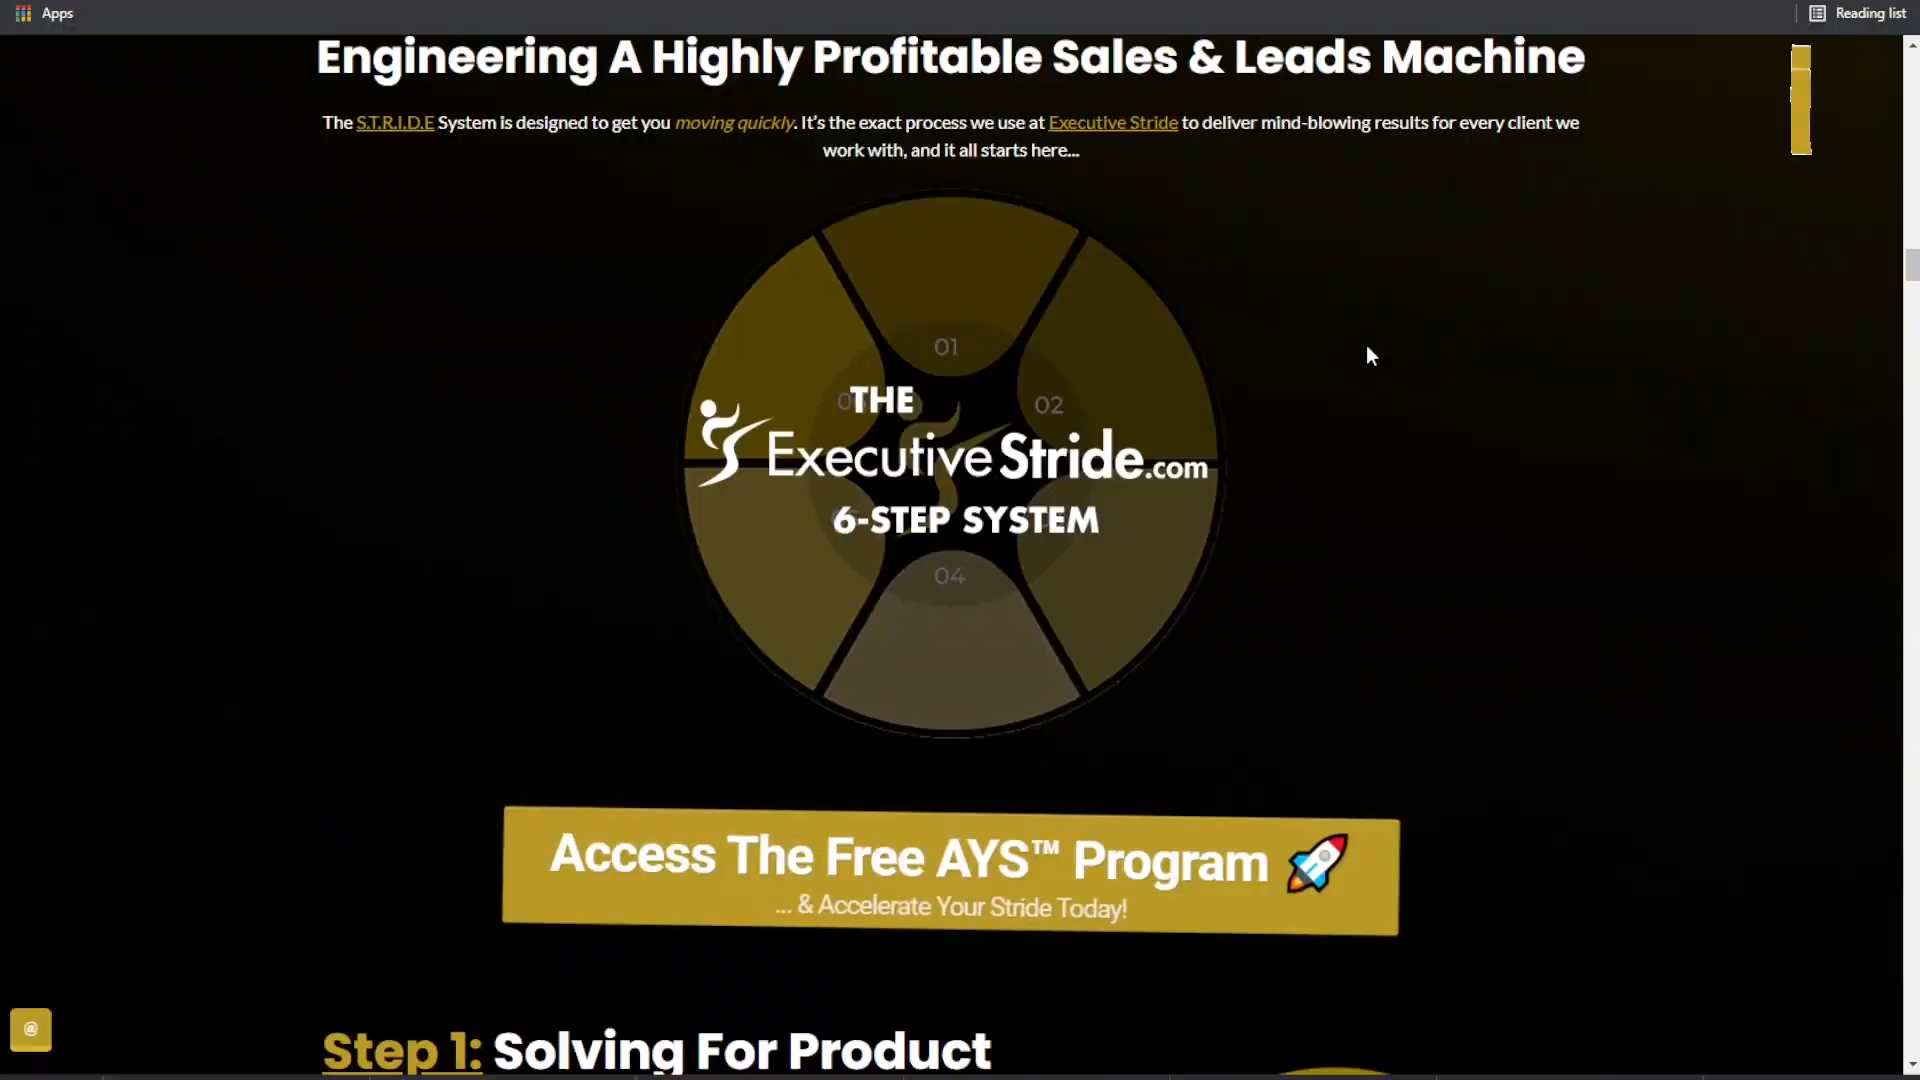 Apps
Reading list
Engineering A Highly Profitable Sales & Leads Machine
The S.T.R.I.D.E System is designed to get you moving quickly. It's the exact process we use at Executive Stride to deliver mind-blowing results for every client we
work with, and it all starts here...
01
02
THE
ExecutiveStride.com
6-STEP SYSTEM
04
Access The Free AYS™ Program 🚀
... & Accelerate Your Stride Today!
@
Step 1: Solving For Product